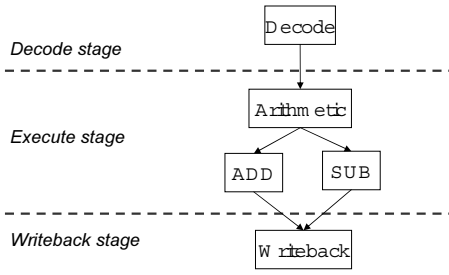 Decode
Decode stage
Arithmetic
Execute stage
ADD SUB
Writeback stage
Writeback